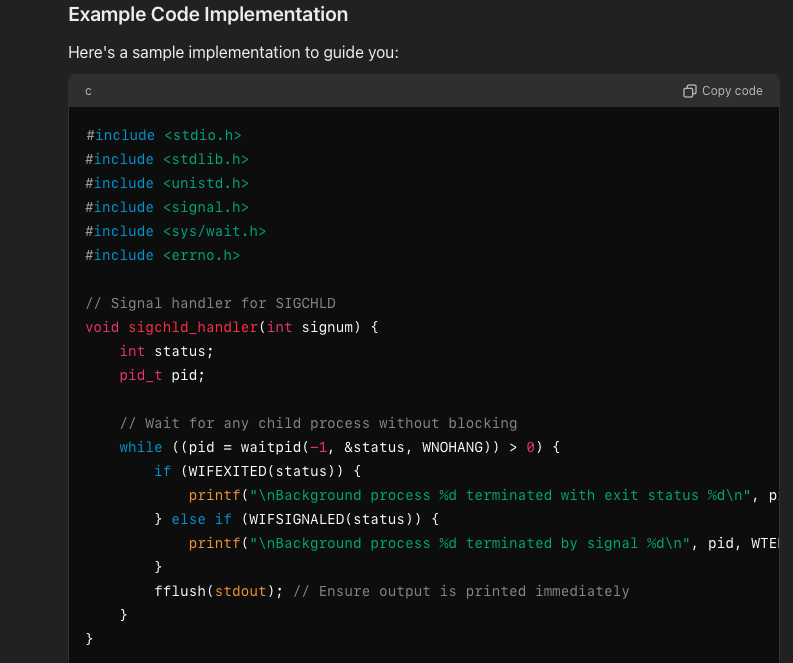 Example Code Implementation
Here's a sample implementation to guide you:
c Copy code
#include <stdio.h>
#include <stdlib.h>
#include <unistd.h>
#include <signal.h>
#include <sys/wait.h>
#include <errno.h>
// Signal handler for SIGCHLD
void sigchld_handler(int signum) {
    int status;
    pid_t pid;
    // Wait for any child process without blocking
    while ((pid = waitpid(-1, &status, WNOHANG)) > 0) {
        if (WIFEXITED(status)) {
            printf("\nBackground process %d terminated with exit status %d\n",
        } else if (WIFSIGNALED(status)) {
            printf("\nBackground process %d terminated by signal %d\n", pid,
        }
        fflush(stdout); // Ensure output is printed immediately
    }
}